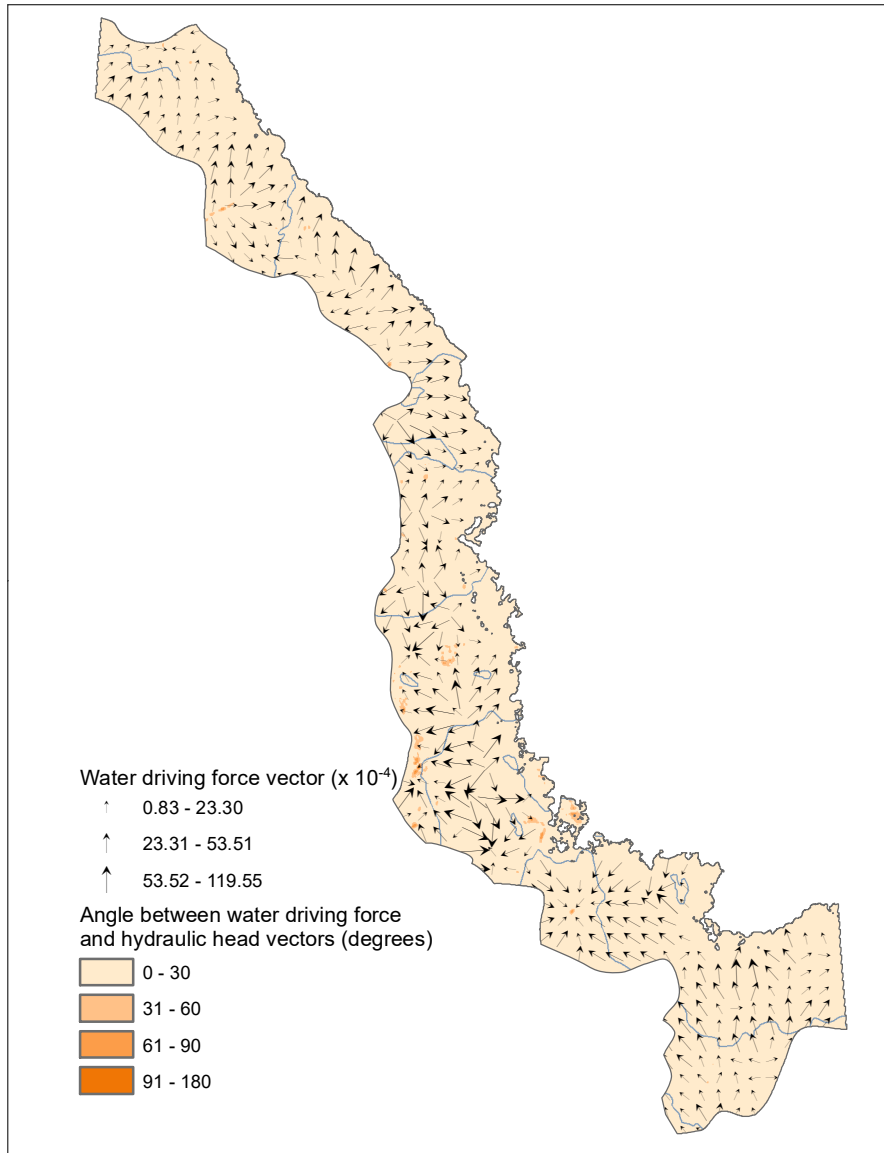 Water driving force vector (x 10⁻⁴)
0.83 - 23.30
23.31 - 53.51
53.52 - 119.55
Angle between water driving force
and hydraulic head vectors (degrees)
0 - 30
31 - 60
61 - 90
91 - 180